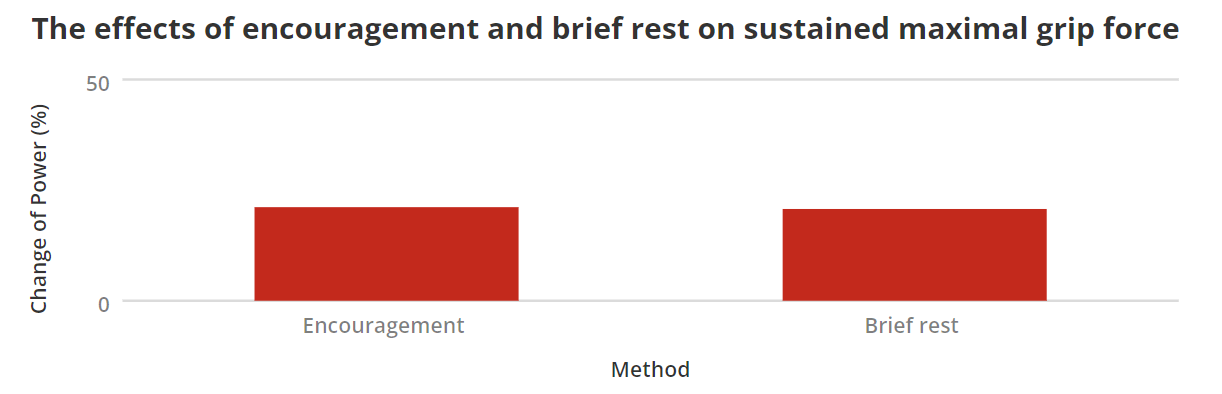 The effects of encouragement and brief rest on sustained maximal grip force
50
Change of Power (%)
0
Encouragement
Brief rest
Method